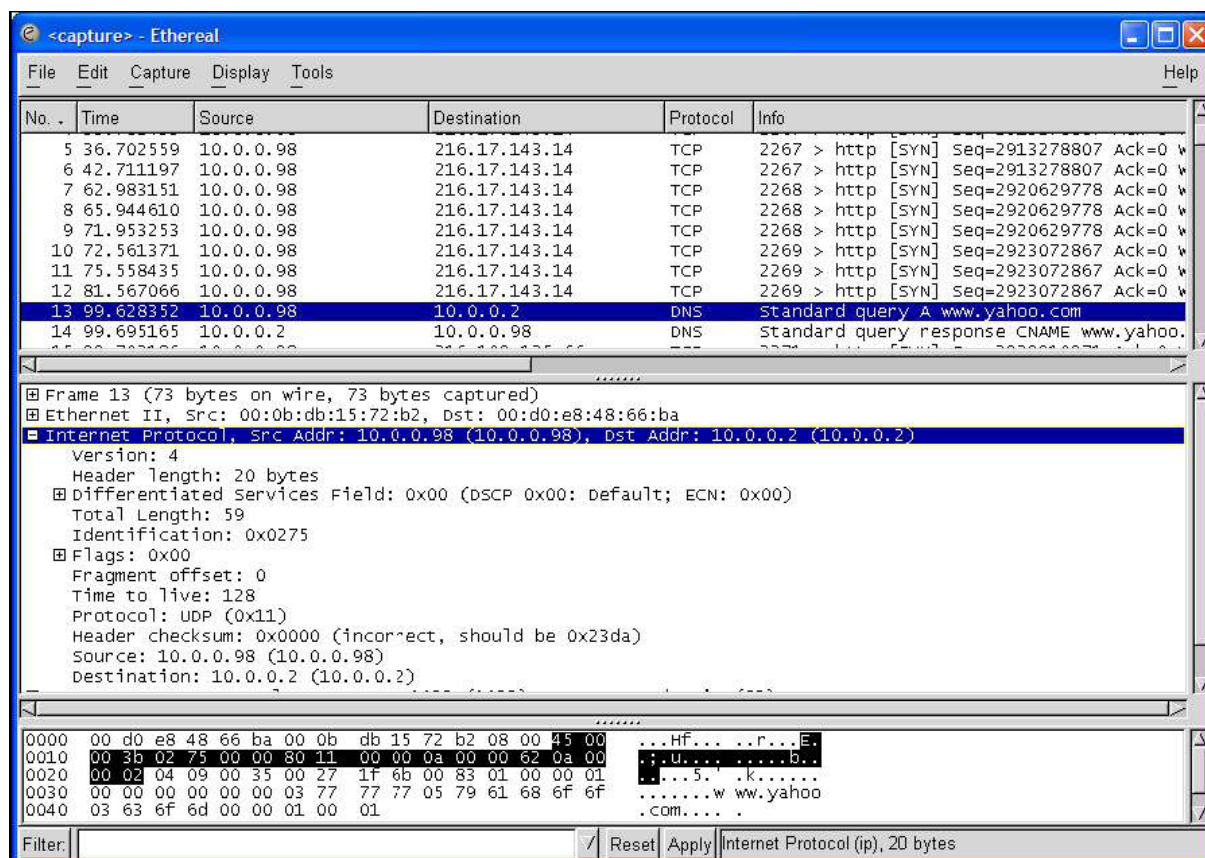 <capture> - Ethereal
File Edit Capture Display Tools Help
No. Time Source Destination Protocol Info
5 36.702559 10.0.0.98 216.17.143.14 TCP 2267 > http [SYN] Seq=2913278807 Ack=0 W
6 42.711197 10.0.0.98 216.17.143.14 TCP 2267 > http [SYN] Seq=2913278807 Ack=0 W
7 62.983151 10.0.0.98 216.17.143.14 TCP 2268 > http [SYN] Seq=2920629778 Ack=0 W
8 65.944610 10.0.0.98 216.17.143.14 TCP 2268 > http [SYN] Seq=2920629778 Ack=0 W
9 71.953253 10.0.0.98 216.17.143.14 TCP 2268 > http [SYN] Seq=2920629778 Ack=0 W
10 72.561371 10.0.0.98 216.17.143.14 TCP 2269 > http [SYN] Seq=2923072867 Ack=0 W
11 75.558435 10.0.0.98 216.17.143.14 TCP 2269 > http [SYN] Seq=2923072867 Ack=0 W
12 81.567066 10.0.0.98 216.17.143.14 TCP 2269 > http [SYN] Seq=2923072867 Ack=0 W
13 99.628352 10.0.0.98 10.0.0.2 DNS Standard query A www.yahoo.com
14 99.695165 10.0.0.2 10.0.0.98 DNS Standard query response CNAME www.yahoo.
Frame 13 (73 bytes on wire, 73 bytes captured)
Ethernet II, Src: 00:0b:db:15:72:b2, Dst: 00:d0:e8:48:66:ba
Internet Protocol, Src Addr: 10.0.0.98 (10.0.0.98), Dst Addr: 10.0.0.2 (10.0.0.2)
Version: 4
Header length: 20 bytes
Differentiated Services Field: 0x00 (DSCP 0x00: Default; ECN: 0x00)
Total Length: 59
Identification: 0x0275
Flags: 0x00
Fragment offset: 0
Time to live: 128
Protocol: UDP (0x11)
Header checksum: 0x0000 (incorrect, should be 0x23da)
Source: 10.0.0.98 (10.0.0.98)
Destination: 10.0.0.2 (10.0.0.2)
0000 00 d0 e8 48 66 ba 00 0b db 15 72 b2 08 00 45 00 ...Hf... ..r...E.
0010 00 3b 02 75 00 00 80 11 00 00 0a 00 00 62 0a 00 .;.u.... .....b..
0020 00 02 04 09 00 35 00 27 1f 6b 00 83 01 00 00 01 .....5.' .k......
0030 00 00 00 00 00 00 03 77 77 77 05 79 61 68 6f 6f .......w ww.yahoo
0040 03 63 6f 6d 00 00 01 00 01 .com.... .
Filter: Reset Apply Internet Protocol (ip), 20 bytes